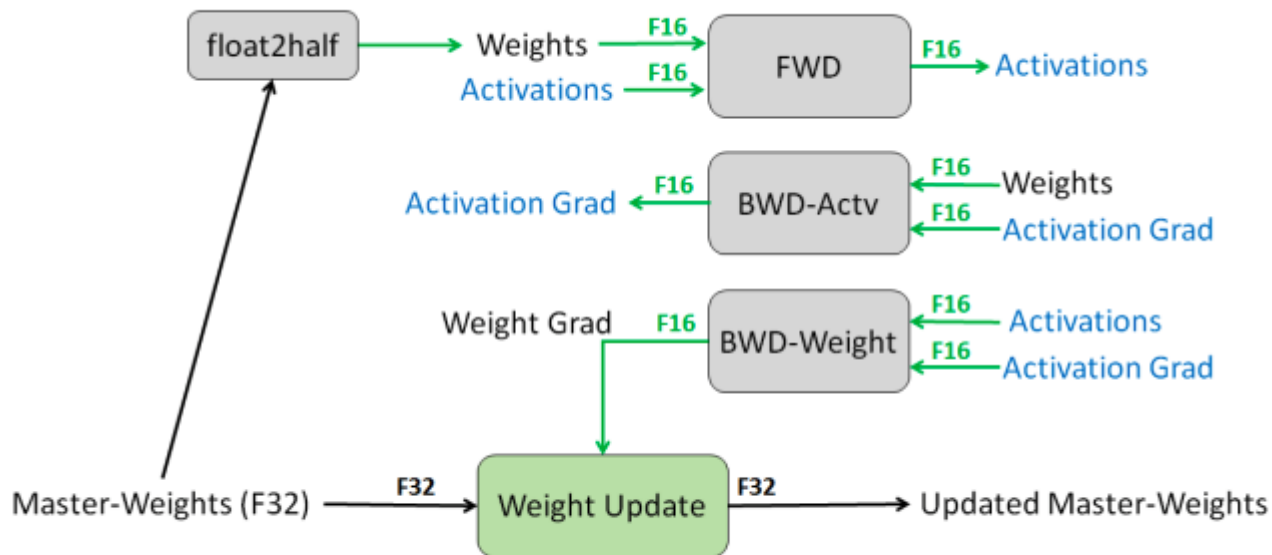 float2half
Weights F16
Activations F16
FWD
F16 Activations
Activation Grad F16
BWD-Actv
F16 Weights
F16 Activation Grad
Weight Grad F16
BWD-Weight
F16 Activations
F16 Activation Grad
Master-Weights (F32) F32 Weight Update F32 Updated Master-Weights